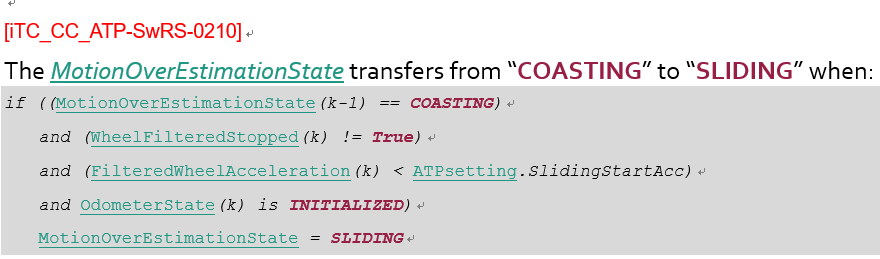 [iTC_CC_ATP-SwRS-0210]
The MotionOverEstimationState transfers from “COASTING” to “SLIDING” when:
if ((MotionOverEstimationState(k-1) == COASTING)
and (WheelFilteredStopped(k) != True)
and (FilteredWheelAcceleration(k) < ATPsetting.SlidingStartAcc)
and OdometerState(k) is INITIALIZED)
MotionOverEstimationState = SLIDING